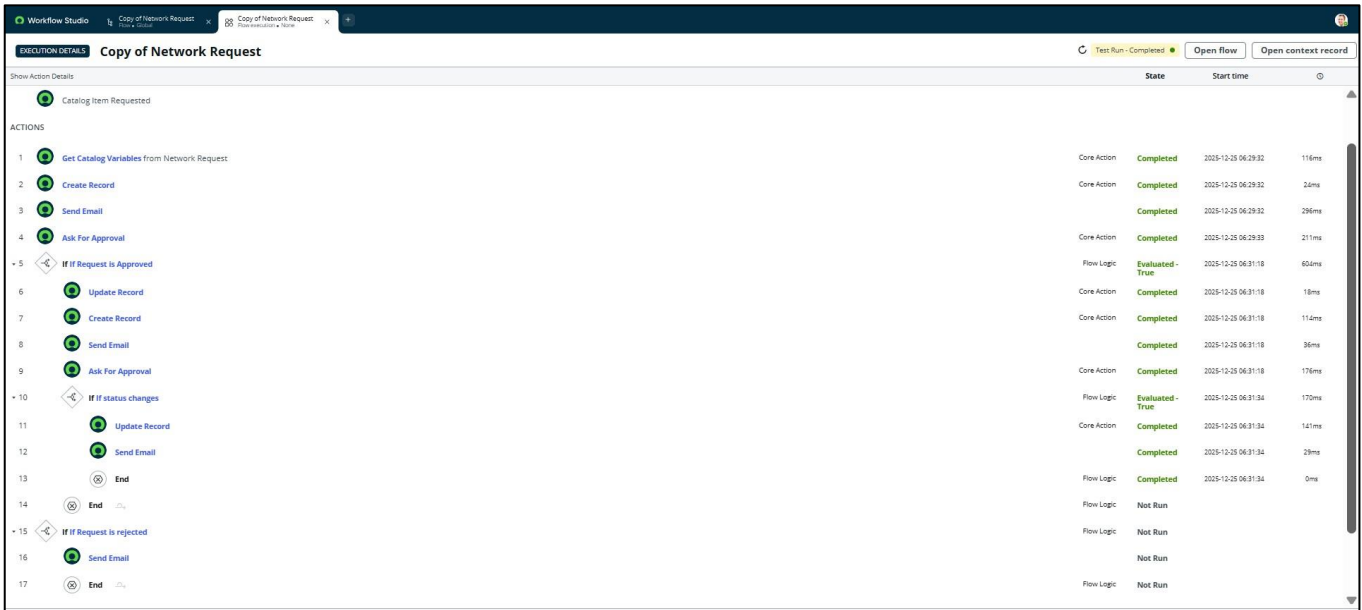 Workflow Studio
Copy of Network Request
Flow • Global
Copy of Network Request
Flow execution • None
EXECUTION DETAILS Copy of Network Request
Test Run - Completed
Open flow
Open context record
Show Action Details State Start time
Catalog Item Requested
ACTIONS
1 Get Catalog Variables from Network Request Core Action Completed 2025-12-25 06:29:32 116ms
2 Create Record Core Action Completed 2025-12-25 06:29:32 24ms
3 Send Email Completed 2025-12-25 06:29:32 296ms
4 Ask For Approval Core Action Completed 2025-12-25 06:29:33 211ms
5 If If Request is Approved Flow Logic Evaluated - True 2025-12-25 06:31:18 604ms
6 Update Record Core Action Completed 2025-12-25 06:31:18 18ms
7 Create Record Core Action Completed 2025-12-25 06:31:18 114ms
8 Send Email Completed 2025-12-25 06:31:18 36ms
9 Ask For Approval Core Action Completed 2025-12-25 06:31:18 176ms
10 If If status changes Flow Logic Evaluated - True 2025-12-25 06:31:34 170ms
11 Update Record Core Action Completed 2025-12-25 06:31:34 141ms
12 Send Email Completed 2025-12-25 06:31:34 29ms
13 End Flow Logic Completed 2025-12-25 06:31:34 0ms
14 End Flow Logic Not Run
15 If If Request is rejected Flow Logic Not Run
16 Send Email Not Run
17 End Flow Logic Not Run